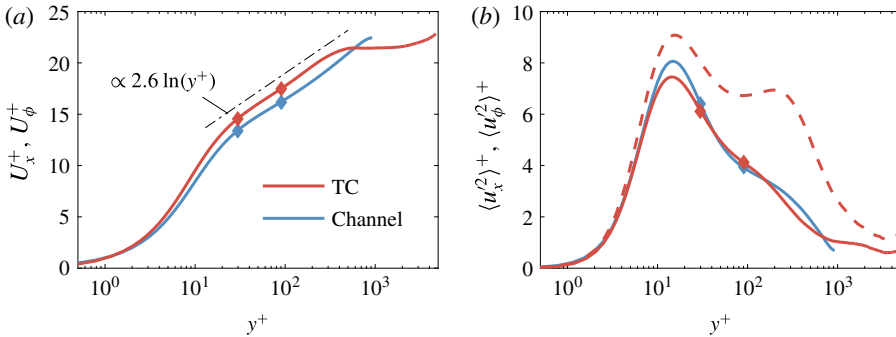 (a)
25
20
15
10
5
0
U_x^+, U_ϕ^+
∝ 2.6 ln(y^+)
TC
Channel
10^0
10^1
10^2
10^3
y^+
(b)
10
8
6
4
2
0
⟨u_x'^2⟩^+, ⟨u_ϕ'^2⟩^+
10^0
10^1
10^2
10^3
y^+